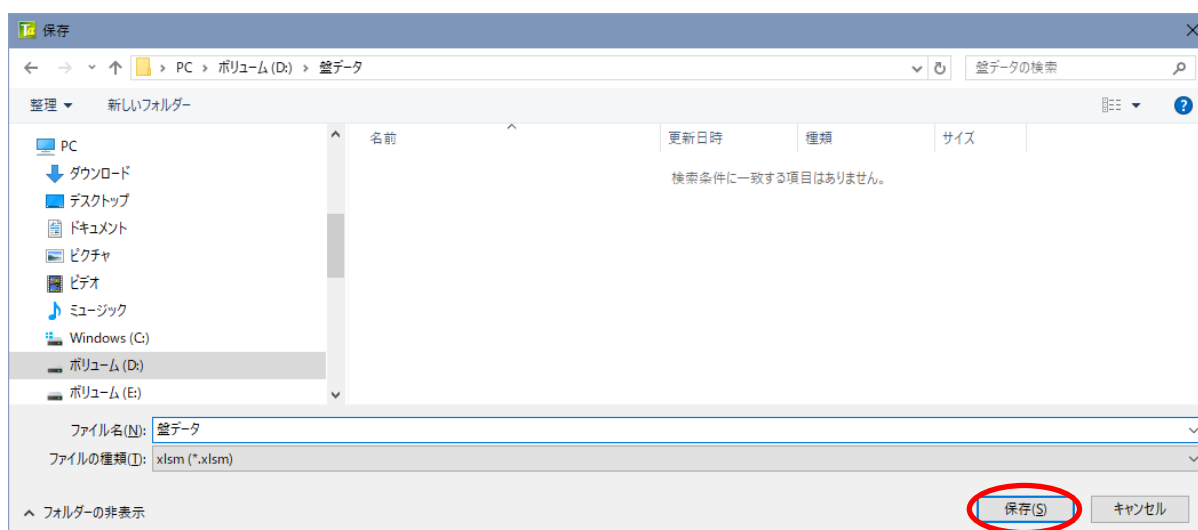 保存
PC › ボリューム (D:) › 盤データ
盤データの検索
整理 新しいフォルダー
PC
ダウンロード
デスクトップ
ドキュメント
ピクチャ
ビデオ
ミュージック
Windows (C:)
ボリューム (D:)
ボリューム (E:)
名前 更新日時 種類 サイズ
検索条件に一致する項目はありません。
ファイル名(N): 盤データ
ファイルの種類(T): xlsm (*.xlsm)
フォルダーの非表示
保存(S) キャンセル